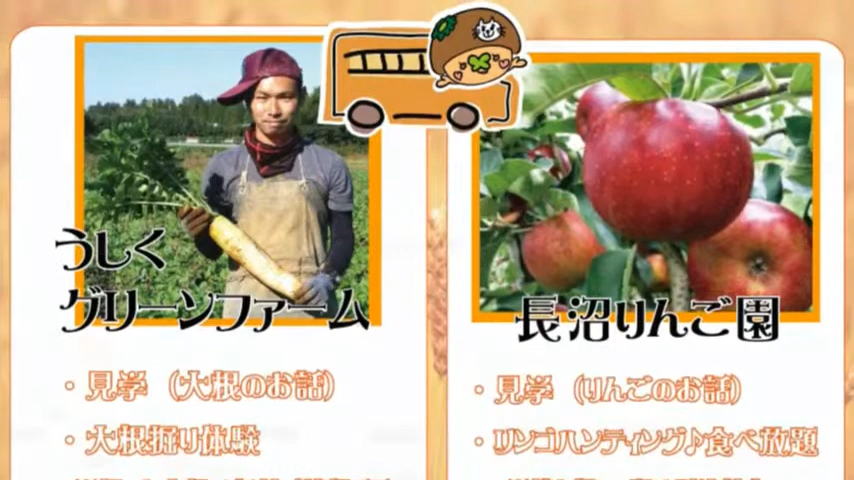 うしく
グリーンファーム
・見学（大根のお話）
・大根掘り体験
長沼りんご園
・見学（りんごのお話）
・リンゴハンティング♪食べ放題